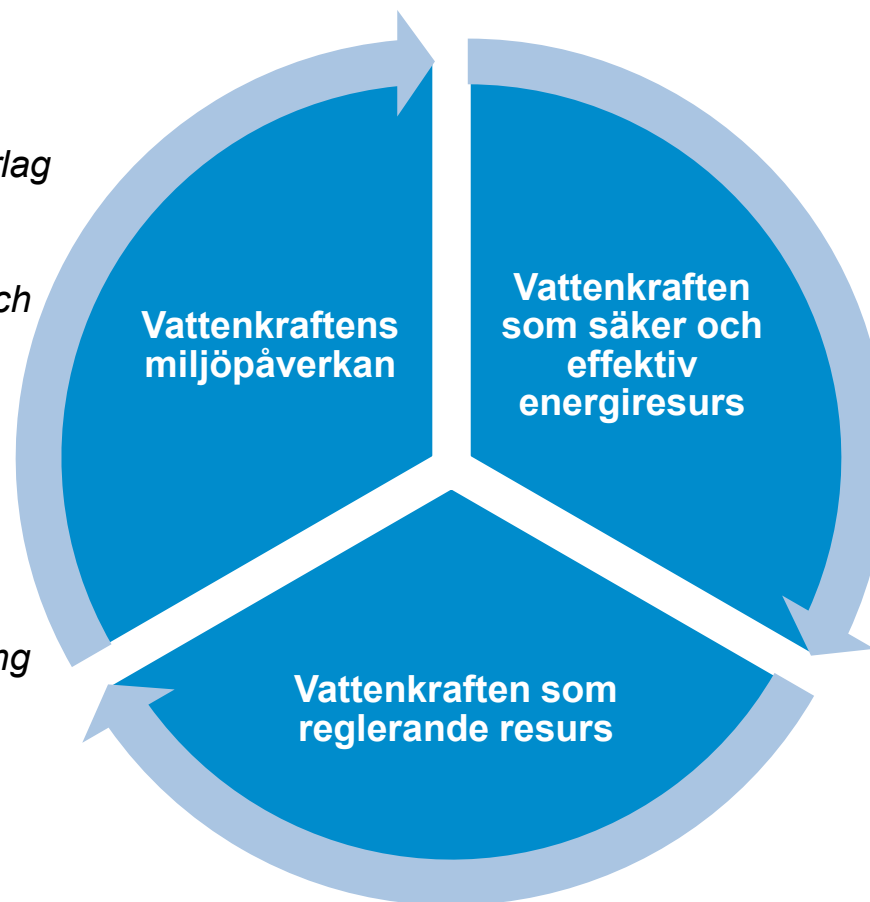 Vattenkraftens
miljöpåverkan
Vattenkraften
som säker och
effektiv
energiresurs
Vattenkraften som
reglerande resurs